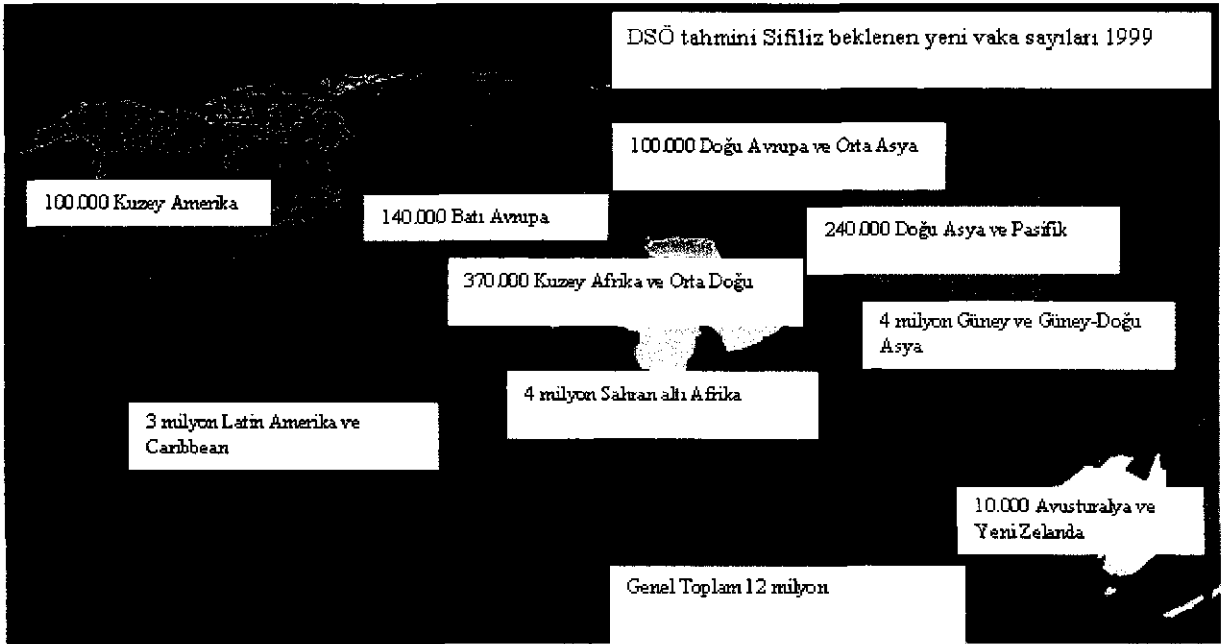 DSÖ tahmini Sifiliz beklenen yeni vaka sayıları 1999
100.000 Doğu Avrupa ve Orta Asya
100.000 Kuzey Amerika
140.000 Batı Avrupa
240.000 Doğu Asya ve Pasifik
370.000 Kuzey Afrika ve Orta Doğu
4 milyon Güney ve Güney-Doğu
Asya
4 milyon Sahran altı Afrika
3 milyon Latin Amerika ve
Caribbean
10.000 Avusturalya ve
Yeni Zelanda
Genel Toplam 12 milyon